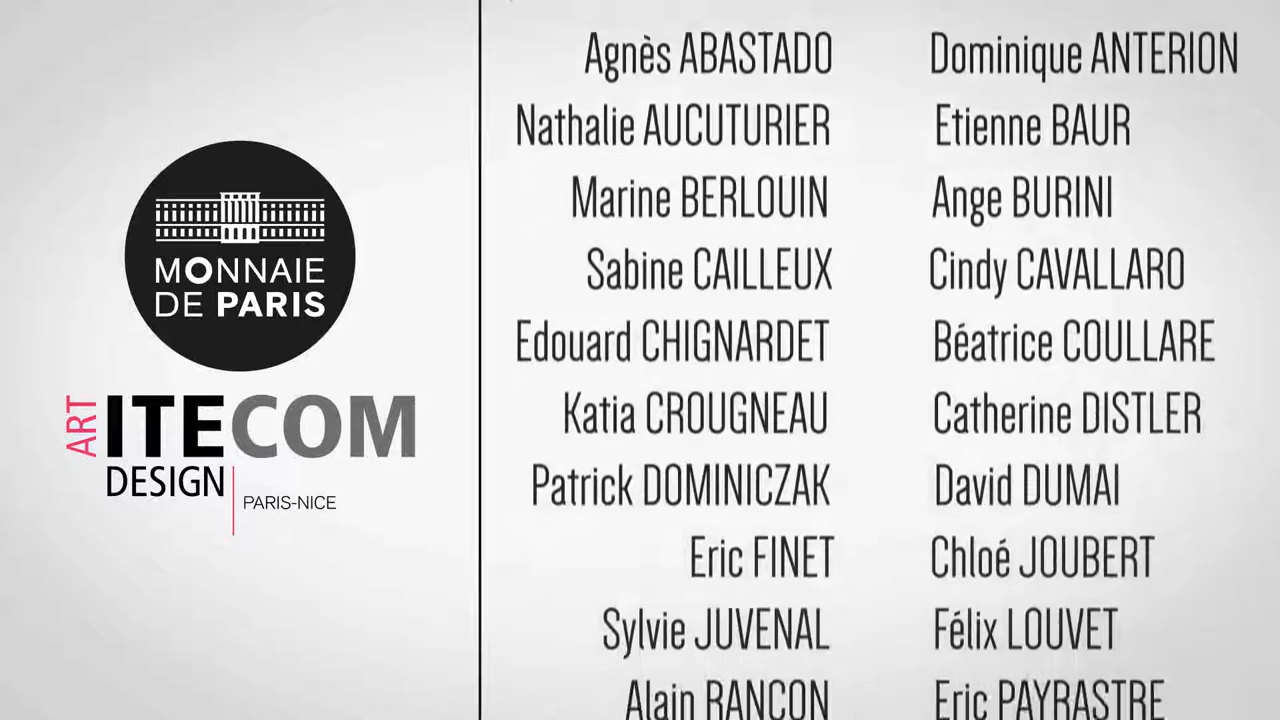 MONNAIE
DE PARIS
ART
ITECOM
DESIGN
PARIS-NICE
Agnès ABASTADO Dominique ANTERION
Nathalie AUCUTURIER Etienne BAUR
Marine BERLOUIN Ange BURINI
Sabine CAILLEUX Cindy CAVALLARO
Edouard CHIGNARDET Béatrice COULLARE
Katia CROUGNEAU Catherine DISTLER
Patrick DOMINICZAK David DUMAI
Eric FINET Chloé JOUBERT
Sylvie JUVENAL Félix LOUVET
Alain RANCON Eric PAYRASTRE